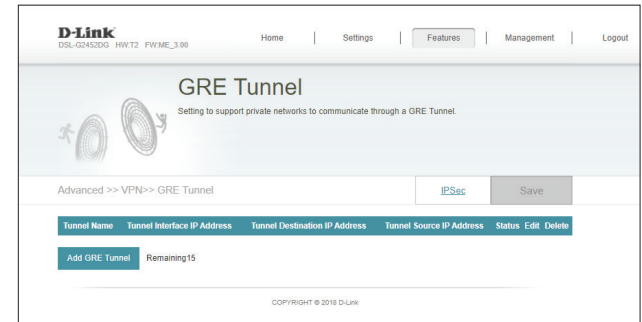 D-Link
DSL-G2452DG HW:T2 FW:ME_3.00
Home | Settings | Features | Management | Logout
GRE Tunnel
Setting to support private networks to communicate through a GRE Tunnel.
Advanced >> VPN>> GRE Tunnel
IPSec
Save
Tunnel Name Tunnel Interface IP Address Tunnel Destination IP Address Tunnel Source IP Address Status Edit Delete
Add GRE Tunnel Remaining15
COPYRIGHT © 2018 D-Link